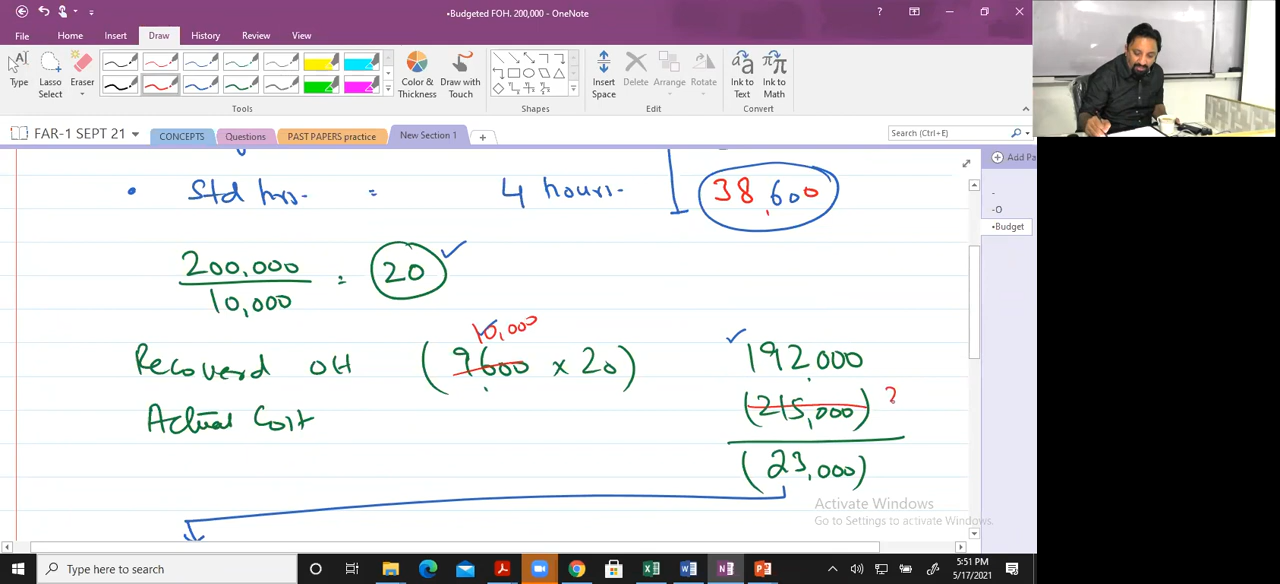 •Budgeted FOH. 200,000 - OneNote
?
File Home Insert Draw History Review View
Type
Lasso Select
Eraser
Color & Thickness
Draw with Touch
Insert Space
Delete
Arrange
Rotate
Ink to Text
Ink to Math
Tools
Shapes
Edit
Convert
FAR-1 SEPT 21
CONCEPTS
Questions
PAST PAPERS practice
New Section 1
Search (Ctrl+E)
Add Pa
-
-O
•Budget
• Std hrs. = 4 hours. 38,600
200,000
10,000
= 20
10,000
Recovered OH (9600 x 20) 192,000
Actual Cost (215,000) ?
(23,000)
Activate Windows
Go to Settings to activate Windows.
Type here to search
5:51 PM
5/17/2021